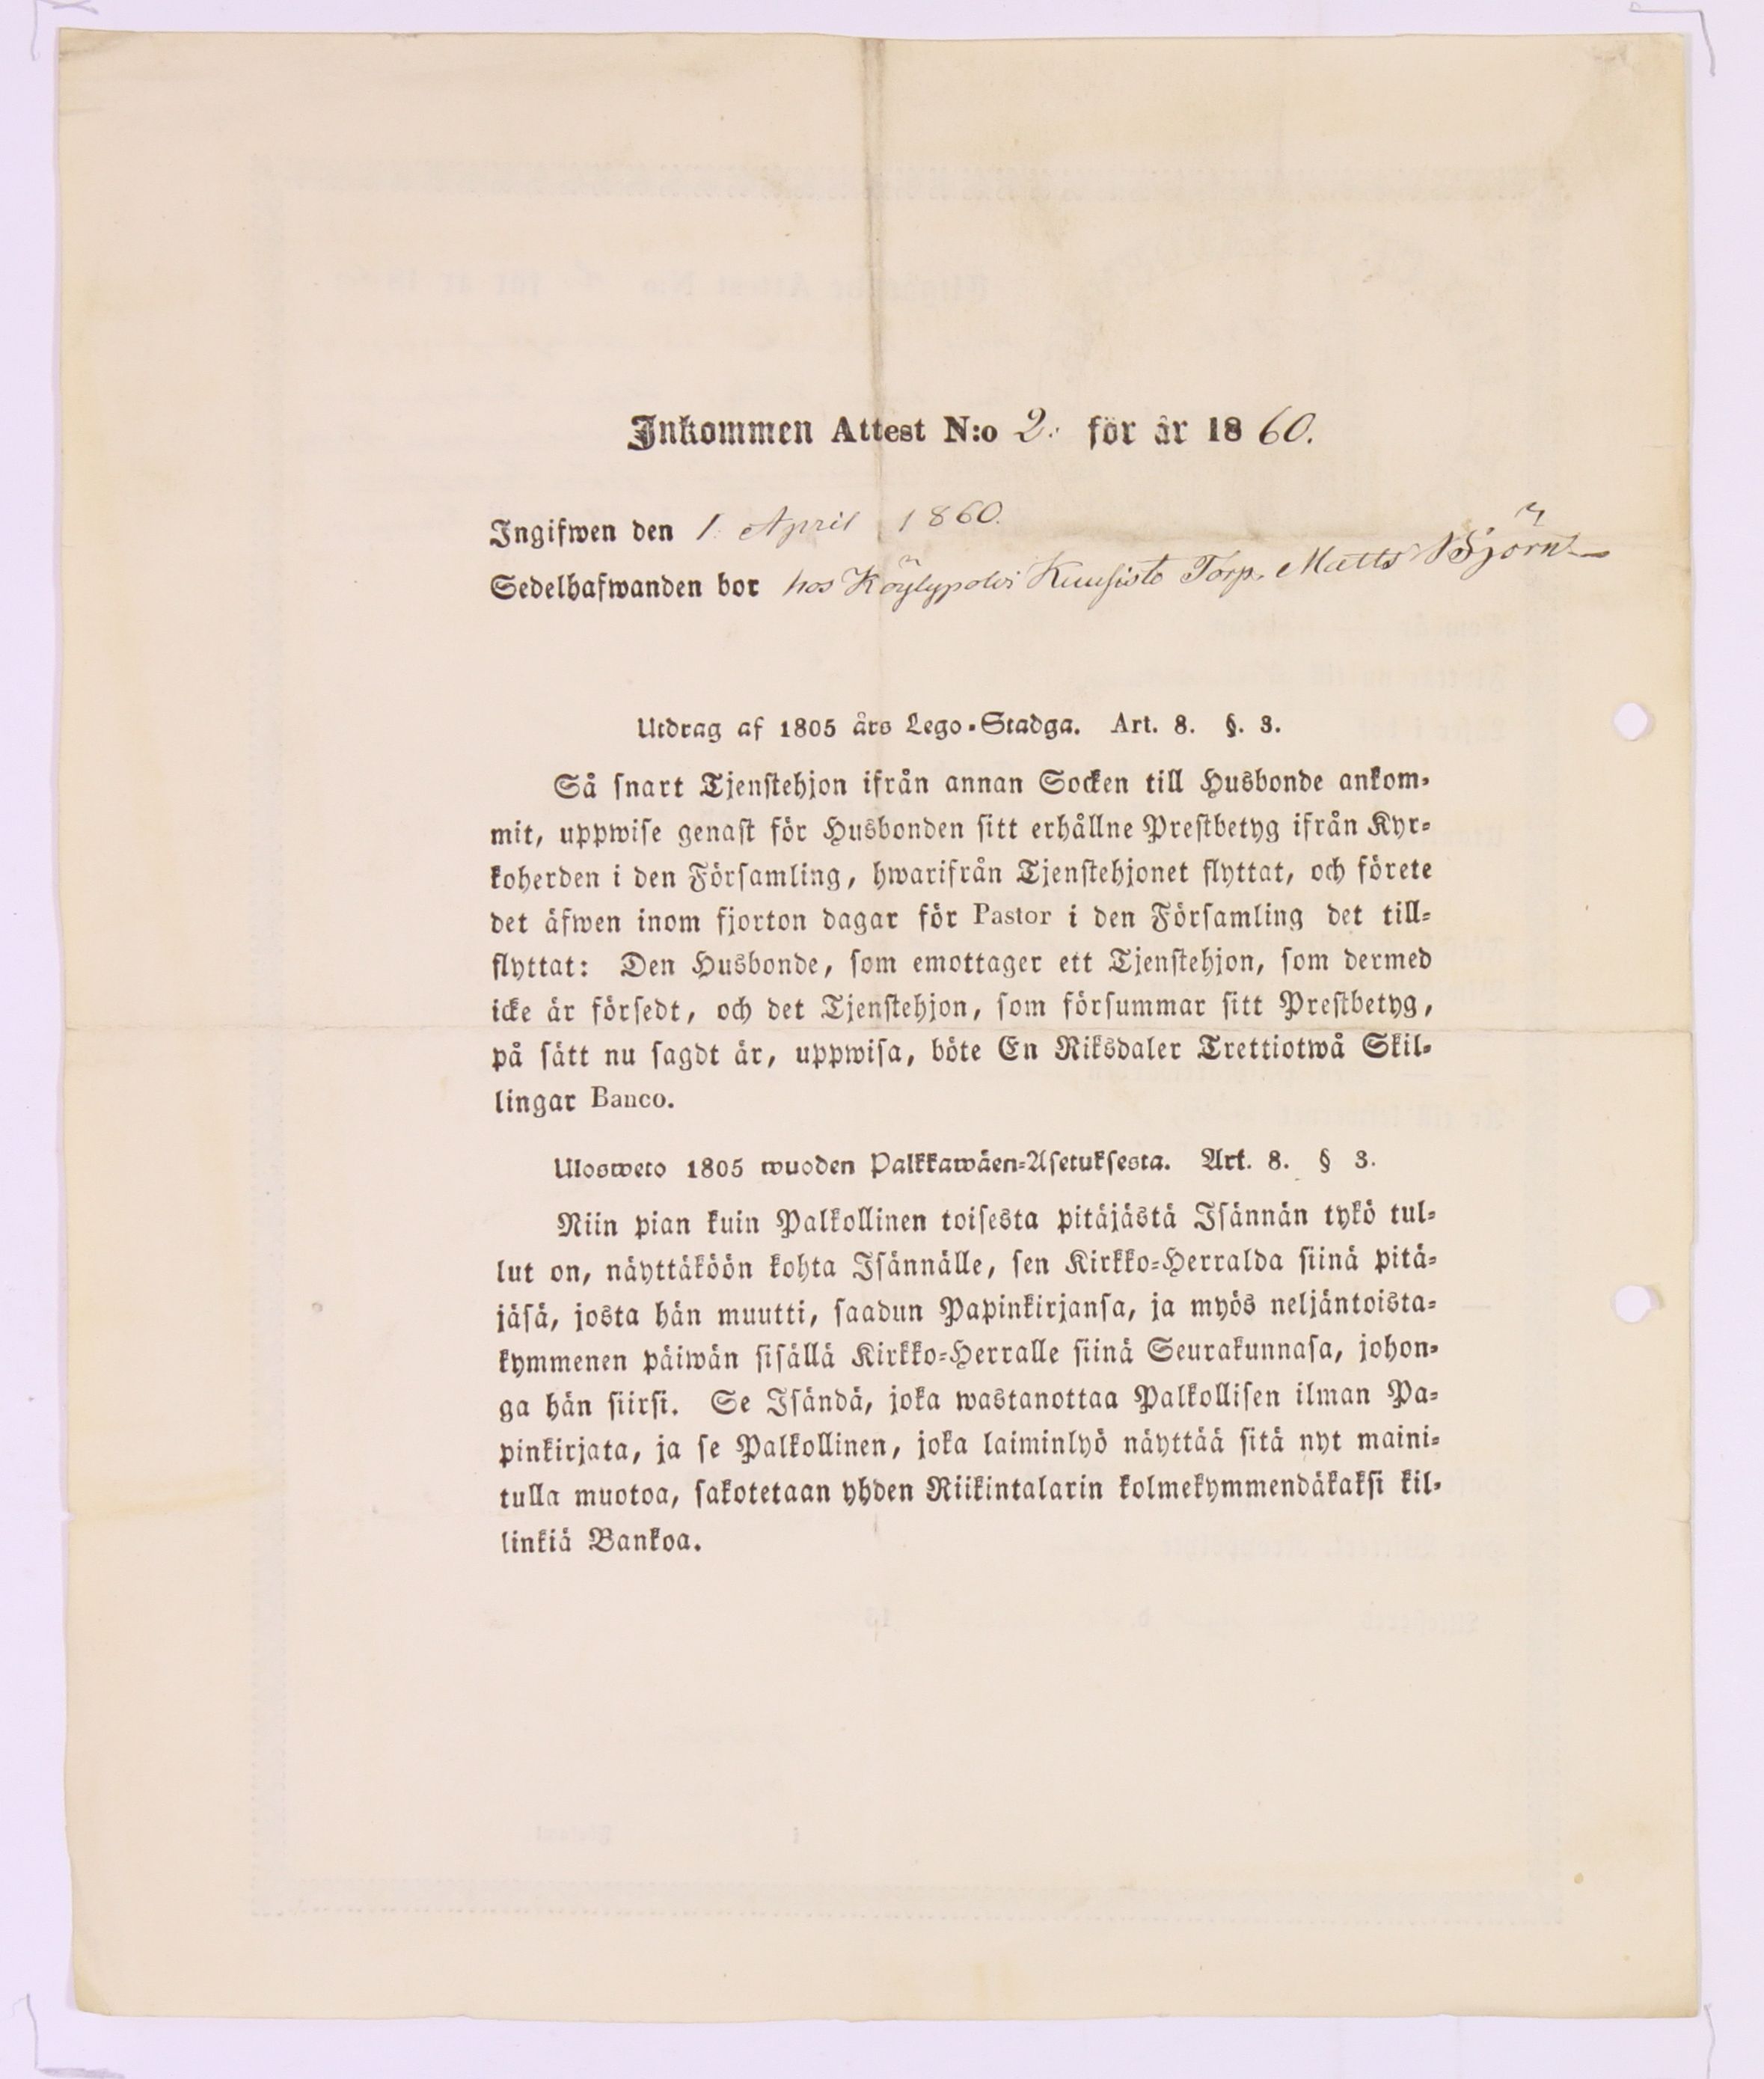 Inkommen Attest N:o 2. för år 1860.
Ingifwen den 1. April 1860.
Sedelhafwanden bor hos Köylypolvi Kuusisto Torp. Matts Björn
Utdrag af 1805 års Lego-Stadga. Art. 8. §. 3.
Så snart Tjenstehjon ifrån annan Socken till Husbonde ankom-
mit, uppwise genast för Husbonden sitt erhållne Prestbetyg ifrån Kyr-
koherden i den Församling, hwarifrån Tjenstehjonet flyttat, och förete
det äfwen inom fjorton dagar för Pastor i den Församling det till-
flyttat: Den Husbonde, som emottager ett Tjenstehjon, som dermed
icke är försedt, och det Tjenstehjon, som försummar sitt Prestbetyg,
på sätt nu sagdt är, uppwisa, böte En Riksdaler Trettiotwå Skil-
lingar Banco.
Ulosweto 1805 wuoden Palkkawäen-Asetuksesta. Art. 8. § 3.
Niin pian kuin Palkollinen toisesta pitäjästä Isännän tykö tul-
lut on, näyttäköön kohta Isännälle, sen Kirkko-Herralda siinä pitä-
jäsä, josta hän muutti, saadun Papinkirjansa, ja myös neljäntoista-
kymmenen päiwän sisällä Kirkko-Herralle siinä Seurakunnasa, johon-
ga hän siirsi. Se Isändä, joka wastanottaa Palkollisen ilman Pa-
pinkirjata, ja se Palkollinen, joka laiminlyö näyttää sitä nyt maini-
tulla muotoa, sakotetaan yhden Riikintalarin kolmekymmendäkaksi kil-
linkiä Bankoa.